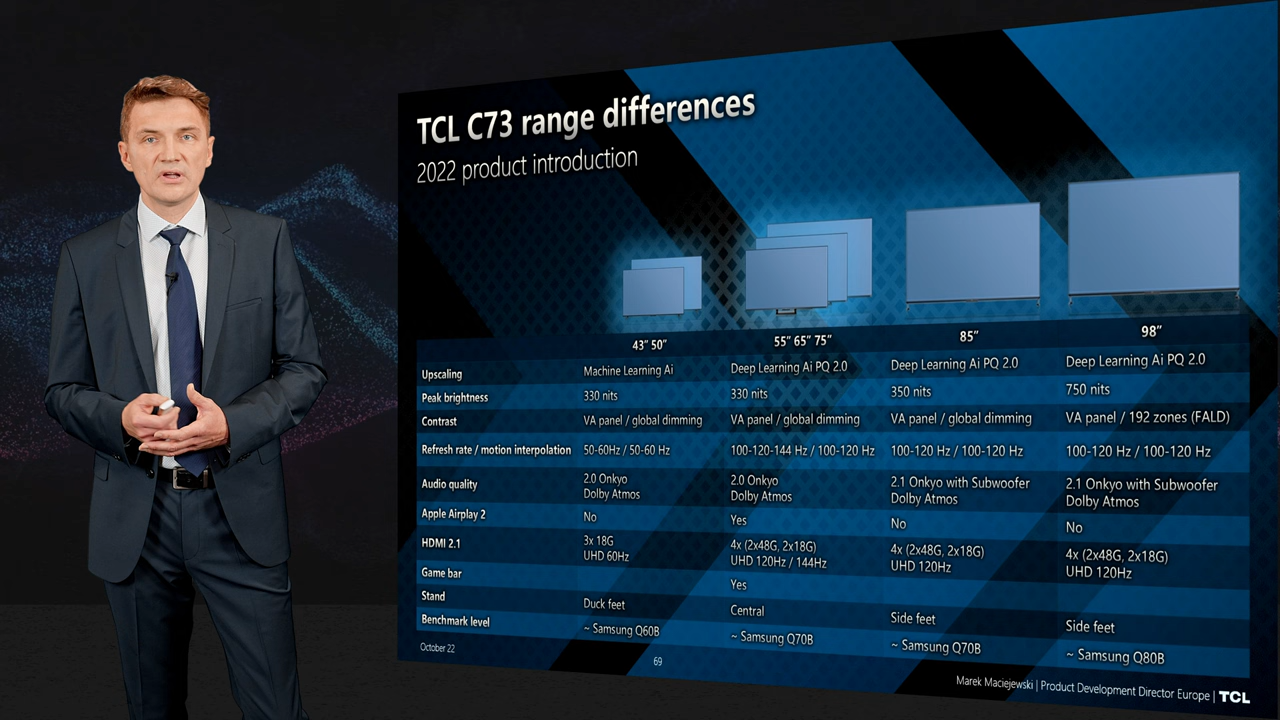 TCL C73 range differences
2022 product introduction
43” 50” 55” 65” 75” 85” 98”
Upscaling Machine Learning Ai Deep Learning Ai PQ 2.0 Deep Learning Ai PQ 2.0 Deep Learning Ai PQ 2.0
Peak brightness 330 nits 330 nits 350 nits 750 nits
Contrast VA panel / global dimming VA panel / global dimming VA panel / global dimming VA panel / 192 zones (FALD)
Refresh rate / motion interpolation 50-60Hz / 50-60 Hz 100-120-144 Hz / 100-120 Hz 100-120 Hz / 100-120 Hz 100-120 Hz / 100-120 Hz
Audio quality 2.0 Onkyo 2.0 Onkyo 2.1 Onkyo with Subwoofer 2.1 Onkyo with Subwoofer
Dolby Atmos Dolby Atmos Dolby Atmos Dolby Atmos
Apple Airplay 2 No Yes No No
HDMI 2.1 3x 18G 4x (2x48G, 2x18G) 4x (2x48G, 2x18G) 4x (2x48G, 2x18G)
UHD 60Hz UHD 120Hz / 144Hz UHD 120Hz UHD 120Hz
Game bar Yes
Stand Duck feet Central Side feet Side feet
Benchmark level ~ Samsung Q60B ~ Samsung Q70B ~ Samsung Q70B ~ Samsung Q80B
October 22 69 Marek Maciejewski | Product Development Director Europe | TCL